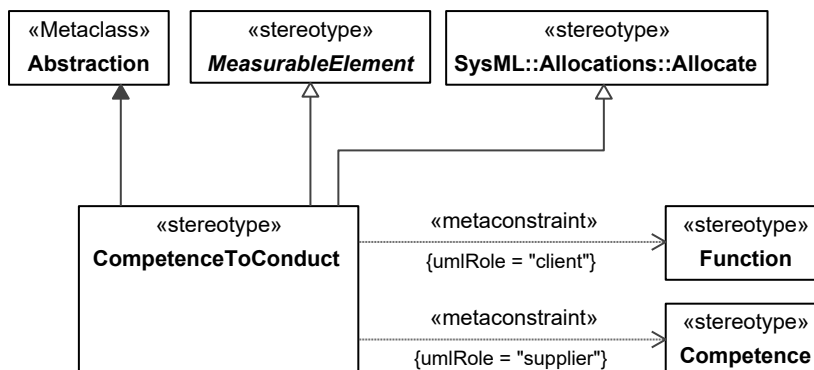 «Metaclass»
Abstraction
«stereotype»
MeasurableElement
«stereotype»
SysML::Allocations::Allocate
«stereotype»
CompetenceToConduct
«metaconstraint»
{umlRole = "client"}
«stereotype»
Function
«metaconstraint»
{umlRole = "supplier"}
«stereotype»
Competence